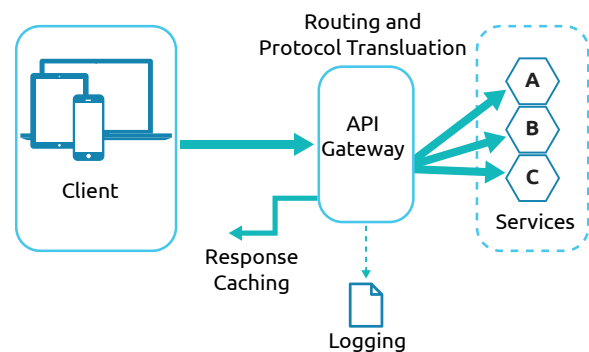 Routing and
Protocol Transluation
Client
API
Gateway
A
B
C
Services
Response
Caching
Logging